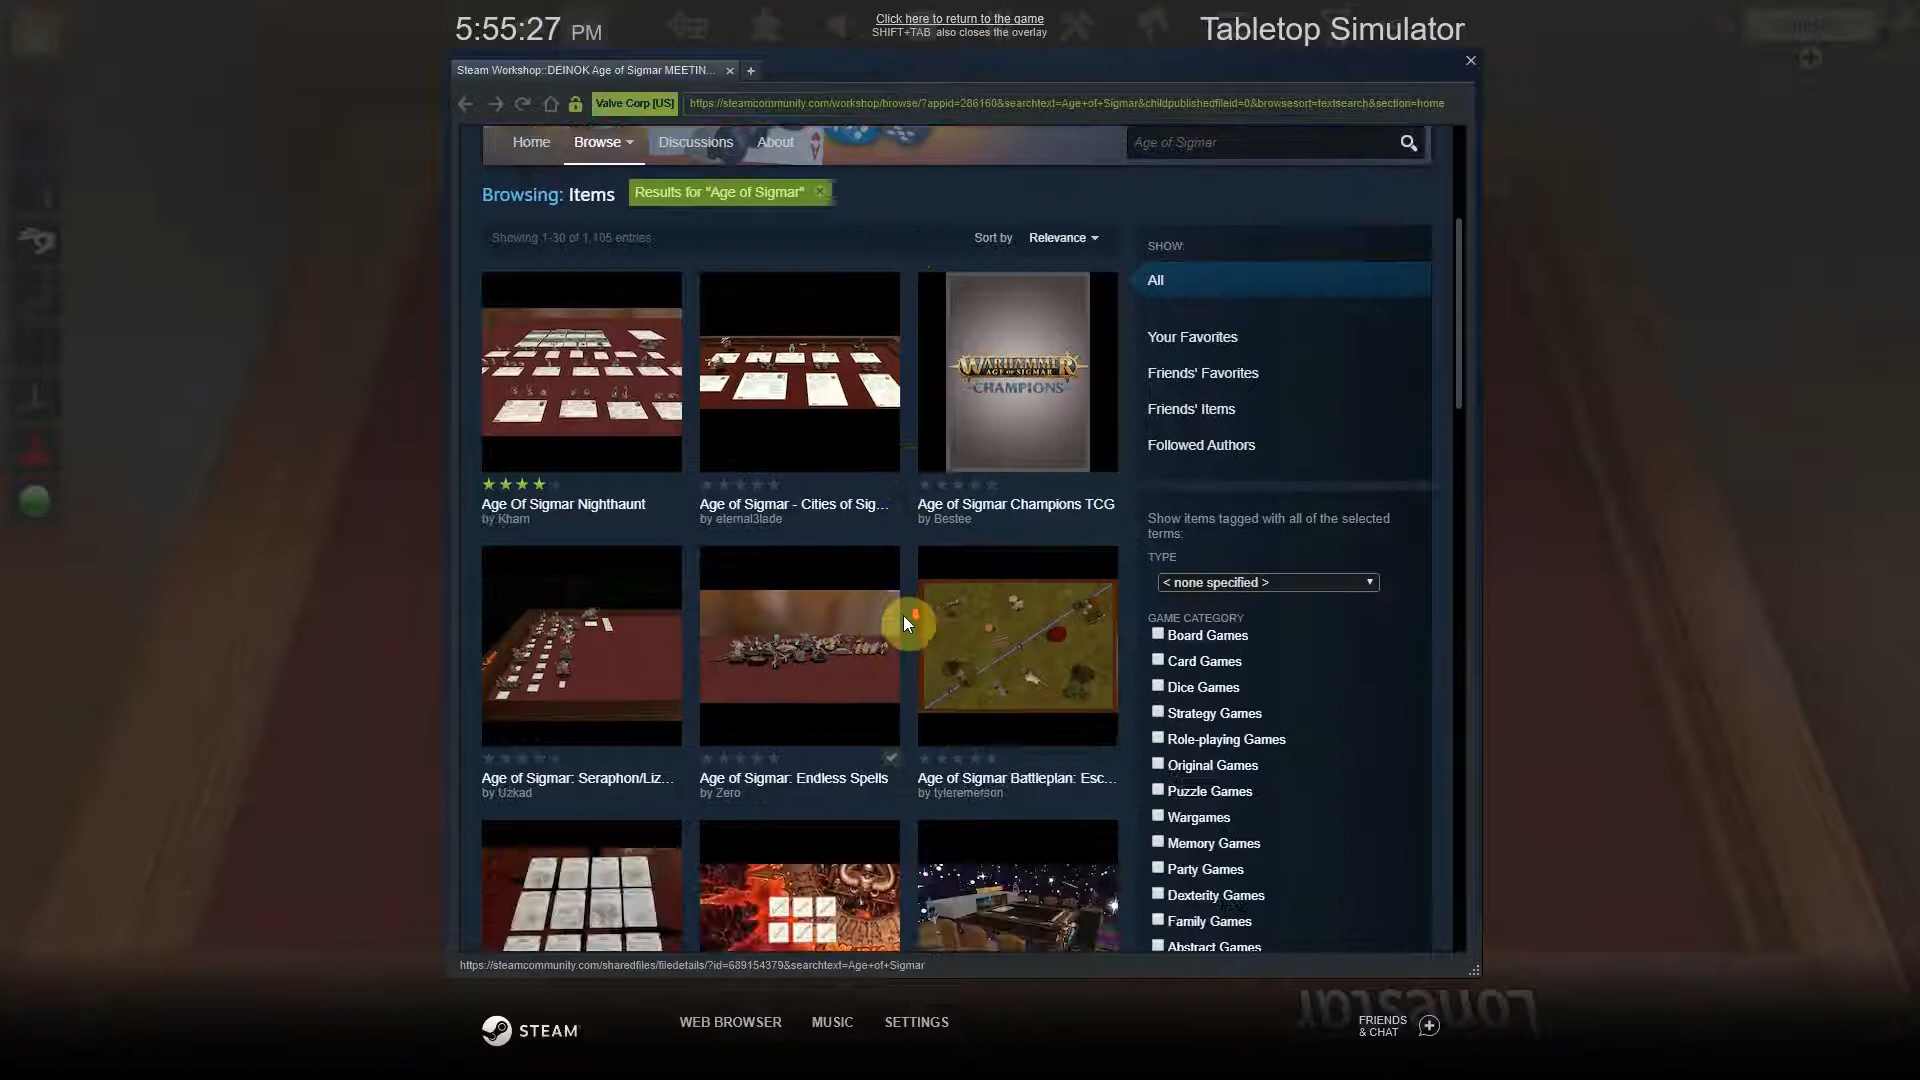 5:55:27 PM
Click here to return to the game
SHIFT+TAB also closes the overlay
Tabletop Simulator
Steam Workshop::DEINOK Age of Sigmar MEETIN...
Valve Corp [US]
https://steamcommunity.com/workshop/browse/?appid=286160&searchtext=Age+of+Sigmar&childpublishedfileid=0&browsesort=textsearch&section=home
Home Browse Discussions About
Age of Sigmar
Browsing: Items
Results for "Age of Sigmar"
Showing 1-30 of 1,105 entries
Sort by Relevance
WARHAMMER
AGE OF SIGMAR
CHAMPIONS
Age Of Sigmar Nighthaunt
by Kharn
Age of Sigmar - Cities of Sig...
by eternal3lade
Age of Sigmar Champions TCG
by Bestee
Age of Sigmar: Seraphon/Liz...
by Uzkad
Age of Sigmar: Endless Spells
by Zero
Age of Sigmar Battleplan: Esc...
by tyleremerson
SHOW:
All
Your Favorites
Friends' Favorites
Friends' Items
Followed Authors
Show items tagged with all of the selected
terms:
TYPE
< none specified >
GAME CATEGORY
Board Games
Card Games
Dice Games
Strategy Games
Role-playing Games
Original Games
Puzzle Games
Wargames
Memory Games
Party Games
Dexterity Games
Family Games
Abstract Games
https://steamcommunity.com/sharedfiles/filedetails/?id=689154379&searchtext=Age+of+Sigmar
STEAM
WEB BROWSER MUSIC SETTINGS
Lonestar
FRIENDS
& CHAT